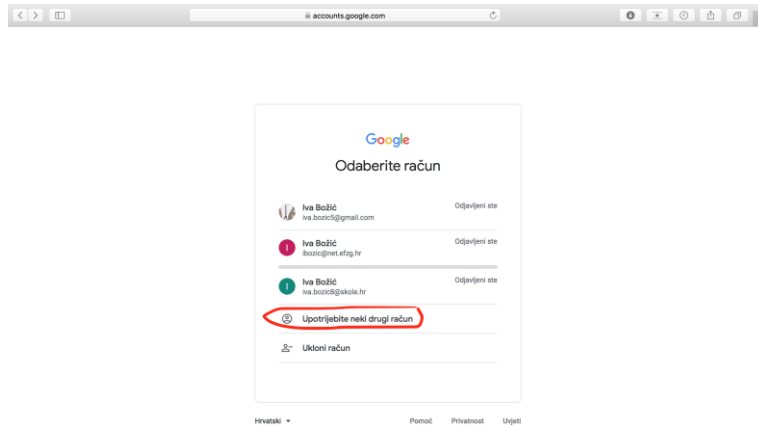 accounts.google.com
Google
Odaberite račun
Iva Božić
Odjavljeni ste
iva.bozic5@gmail.com
Iva Božić
Odjavljeni ste
I
ibozic@net.efzg.hr
Iva Božić
Odjavljeni ste
I
iva.bozic8@skole.hr
Upotrijebite neki drugi račun
Ukloni račun
Hrvatski
Pomoć
Privatnost
Uvjeti